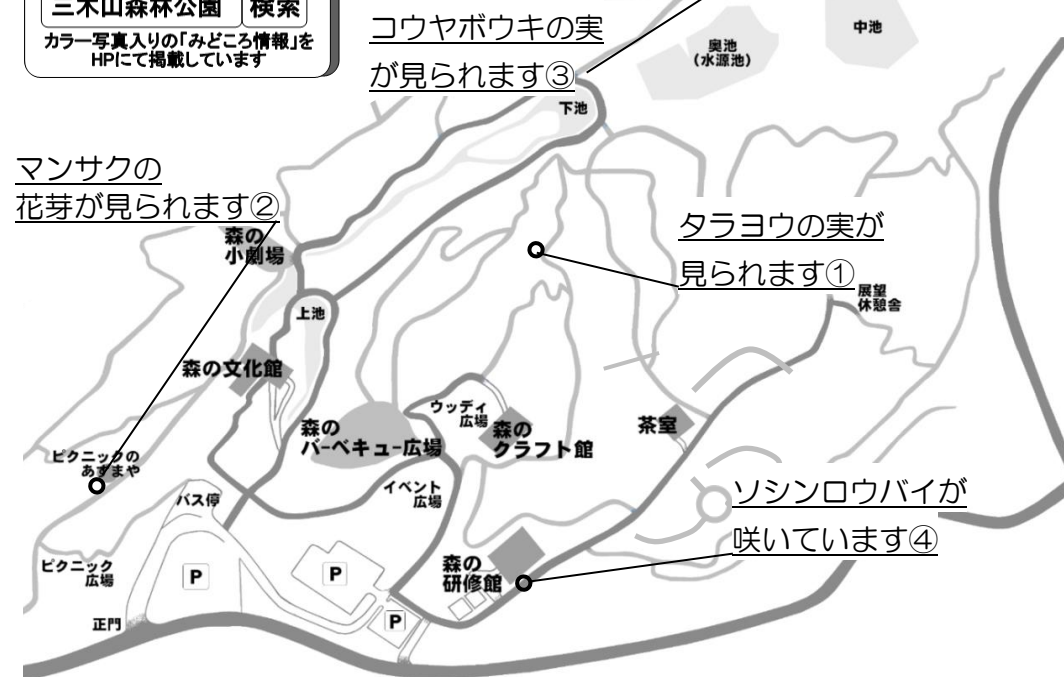 三木山森林公園 検索
カラー写真入りの「みどころ情報」を
HPにて掲載しています
コウヤボウキの実
が見られます③
奥池
(水源池)
中池
下池
マンサクの
花芽が見られます②
森の
小劇場
タラヨウの実が
見られます①
展望
休憩舎
上池
森の文化館
ウッディ
広場
森の
バーベキュー広場
森の
クラフト館
茶室
ピクニックの
あずまや
バス停
イベント
広場
ソシンロウバイが
咲いています④
ピクニック
広場
P
P
P
森の
研修館
正門